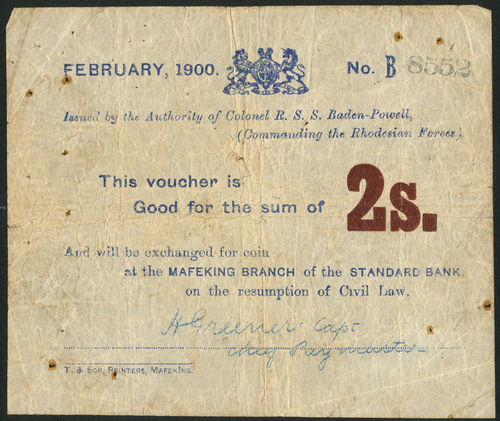 FEBRUARY, 1900. No. B 8552
Issued by the Authority of Colonel R. S. S. Baden-Powell,
(Commanding the Rhodesian Forces)
This voucher is
Good for the sum of 2s.
And will be exchanged for coin
at the MAFEKING BRANCH of the STANDARD BANK
on the resumption of Civil Law.
H Greener Capt
Chief Paymaster
T. & Son, Printers, Mafeking.